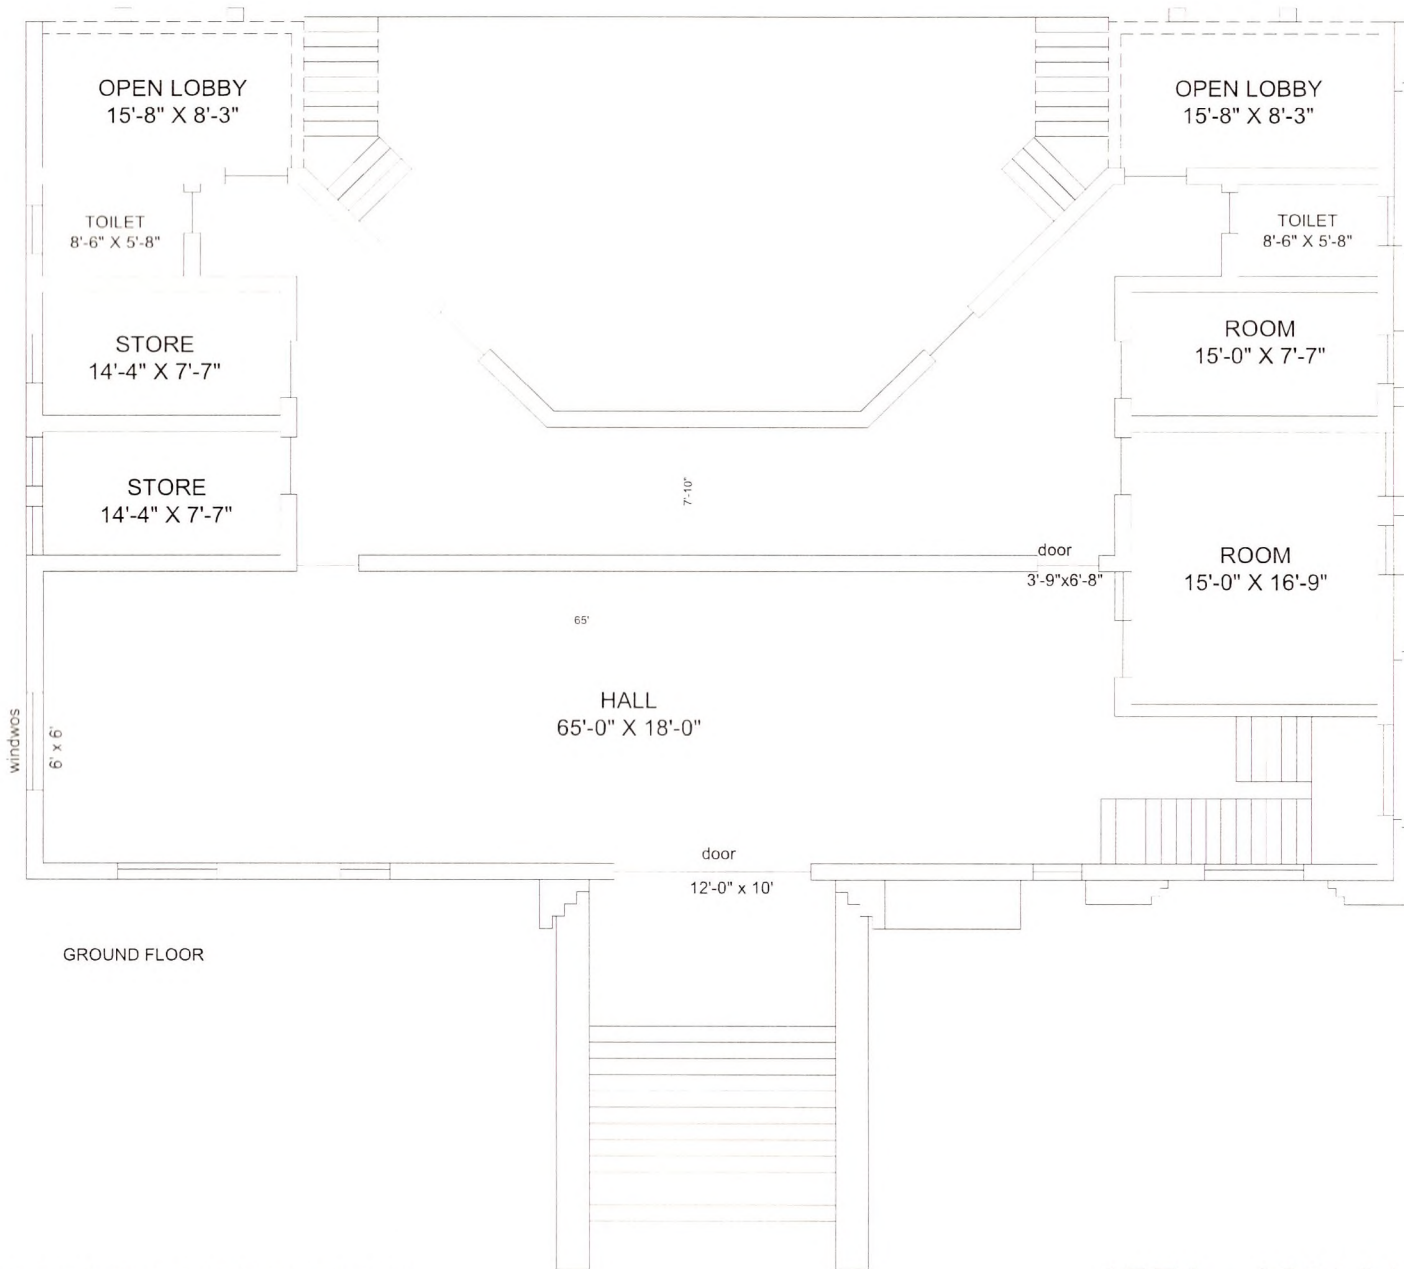 OPEN LOBBY
15'-8" X 8'-3"
OPEN LOBBY
15'-8" X 8'-3"
TOILET
8'-6" X 5'-8"
TOILET
8'-6" X 5'-8"
STORE
14'-4" X 7'-7"
ROOM
15'-0" X 7'-7"
STORE
14'-4" X 7'-7"
7'-10"
door
3'-9"x6'-8"
ROOM
15'-0" X 16'-9"
65'
HALL
65'-0" X 18'-0"
windwos
6' x 6'
door
12'-0" x 10'
GROUND FLOOR